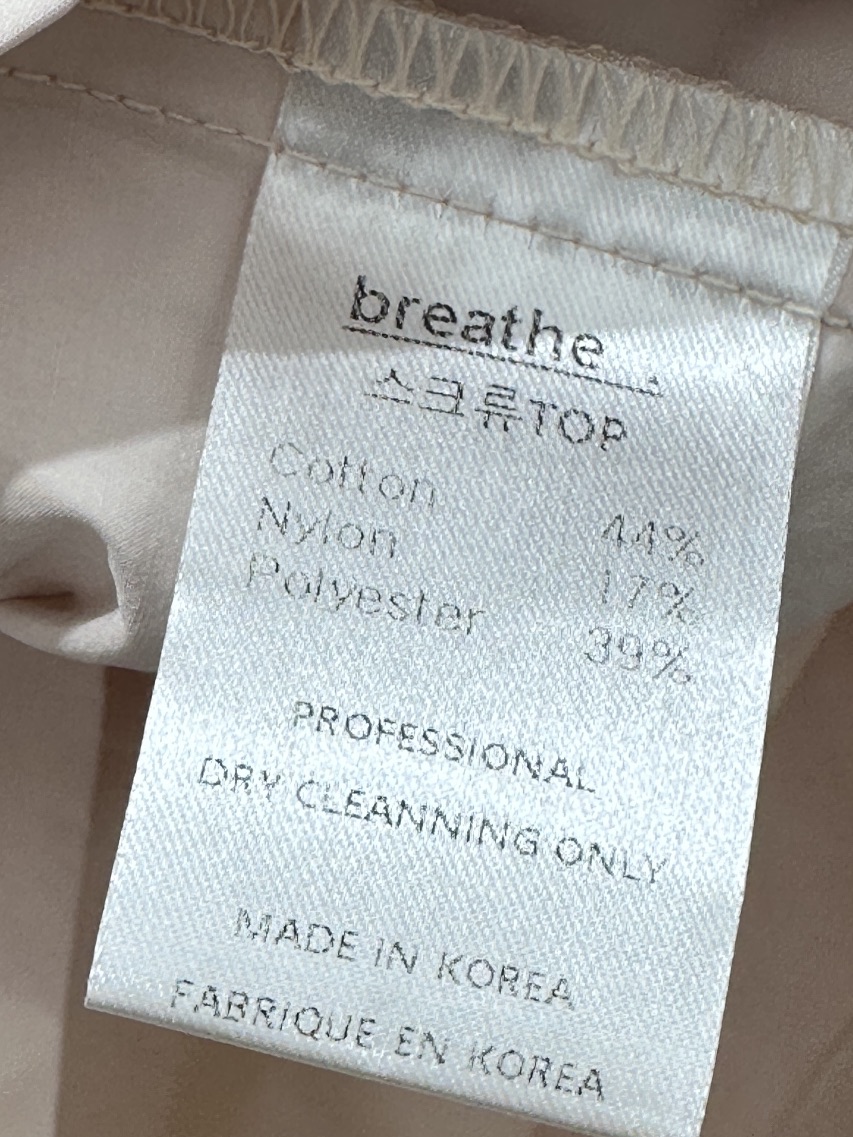 breathe
스크류TOP
Cotton 44%
Nylon 17%
Polyester 39%
PROFESSIONAL
DRY CLEANNING ONLY
MADE IN KOREA
FABRIQUE EN KOREA